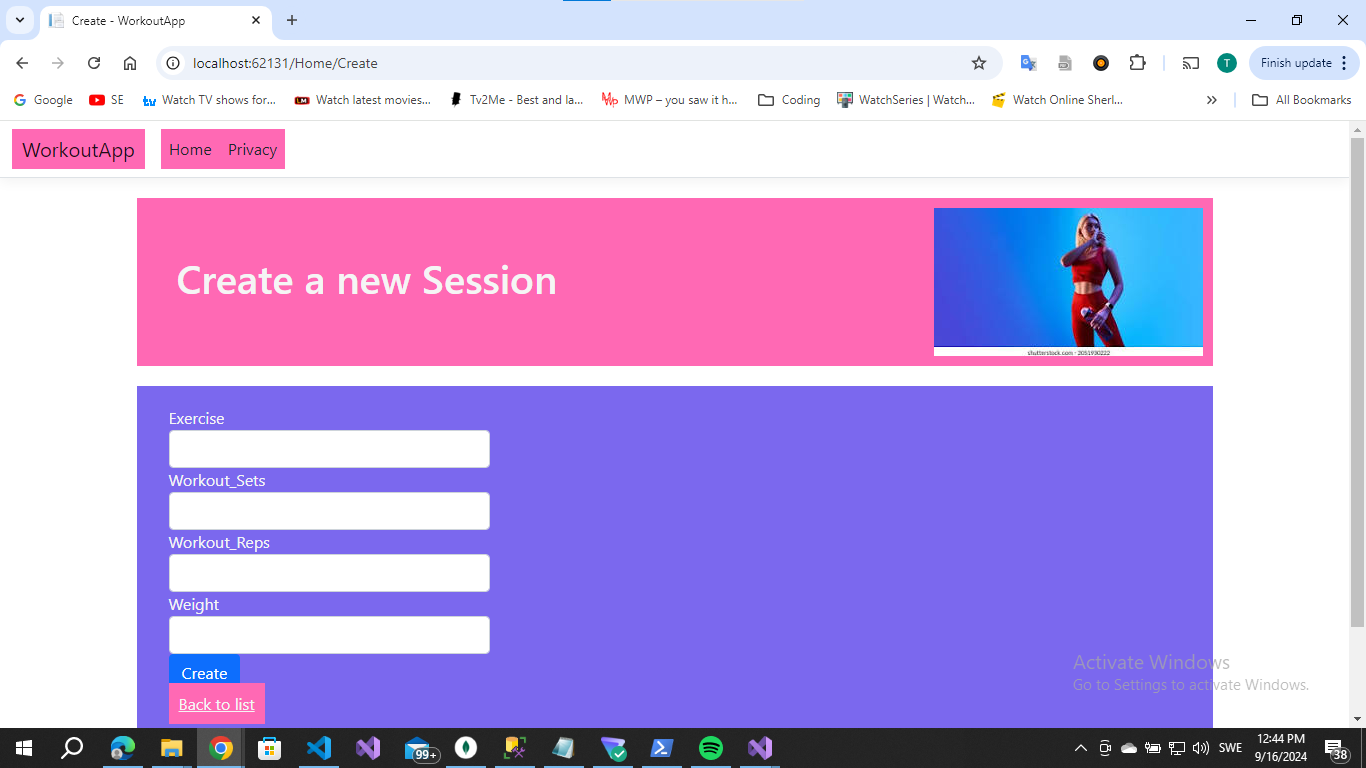 Create - WorkoutApp
localhost:62131/Home/Create
T
Finish update
Google
SE
Watch TV shows for...
Watch latest movies...
Tv2Me - Best and la...
MWP – you saw it h...
Coding
WatchSeries | Watch...
Watch Online Sherl...
All Bookmarks
WorkoutApp
Home Privacy
Create a new Session
shutterstock.com · 2051930222
Exercise
Workout_Sets
Workout_Reps
Weight
Create
Back to list
Activate Windows
Go to Settings to activate Windows.
99+
SWE
12:44 PM
9/16/2024
38